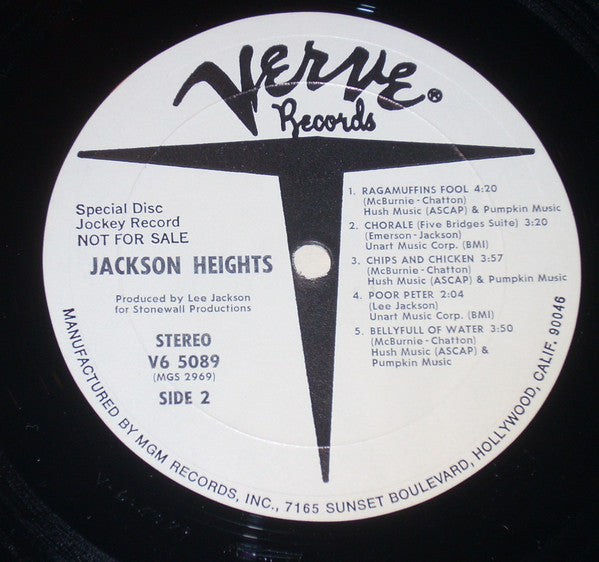 Verve®
Records
Special Disc
Jockey Record
NOT FOR SALE
JACKSON HEIGHTS
Produced by Lee Jackson
for Stonewall Productions
STEREO
V6 5089
(MGS 2969)
SIDE 2
1. RAGAMUFFINS FOOL 4:20
(McBurnie-Chatton)
Hush Music (ASCAP) & Pumpkin Music
2. CHORALE (Five Bridges Suite) 3:20
(Emerson-Jackson)
Unart Music Corp. (BMI)
3. CHIPS AND CHICKEN 3:57
(McBurnie-Chatton)
Hush Music (ASCAP) & Pumpkin Music
4. POOR PETER 2:04
(Lee Jackson)
Unart Music Corp. (BMI)
5. BELLYFULL OF WATER 3:50
(McBurnie-Chatton)
Hush Music (ASCAP) &
Pumpkin Music
MANUFACTURED BY MGM RECORDS, INC., 7165 SUNSET BOULEVARD, HOLLYWOOD, CALIF. 90046